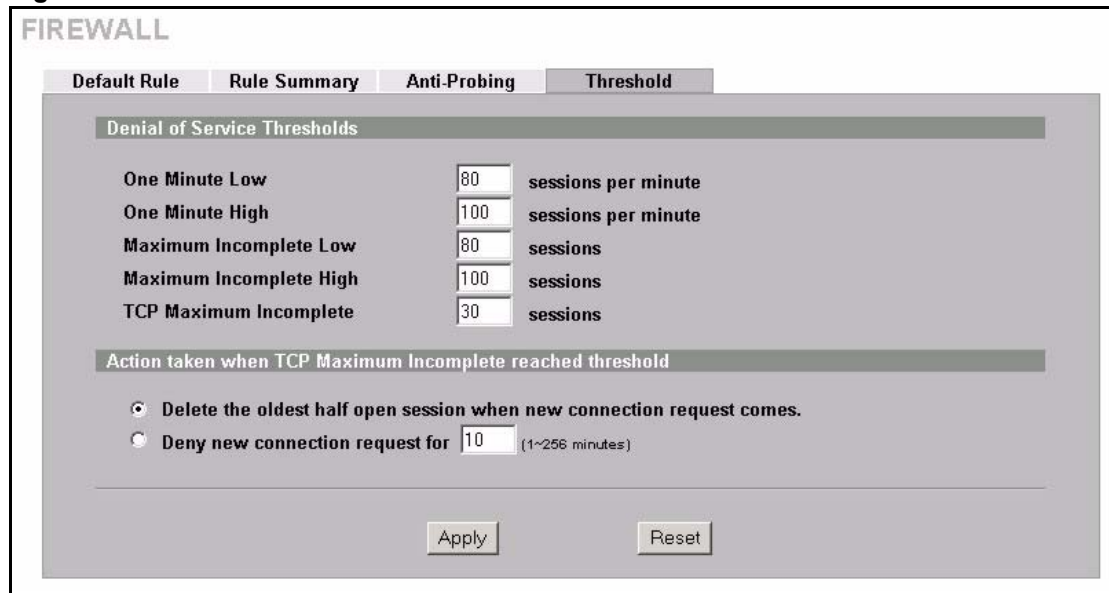 FIREWALL
Default Rule Rule Summary Anti-Probing Threshold
Denial of Service Thresholds
One Minute Low 80 sessions per minute
One Minute High 100 sessions per minute
Maximum Incomplete Low 80 sessions
Maximum Incomplete High 100 sessions
TCP Maximum Incomplete 30 sessions
Action taken when TCP Maximum Incomplete reached threshold
Delete the oldest half open session when new connection request comes.
Deny new connection request for 10 (1~256 minutes)
Apply Reset